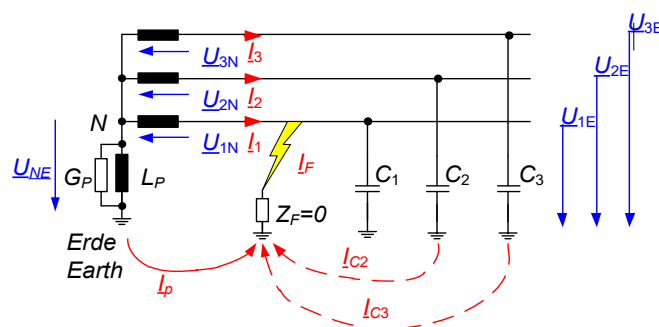 U3E
U3N I3
U2E
U2N I2
N
U1N I1
U1E
UNE
GP LP
IF
C1 C2 C3
ZF=0
Erde
Earth
IC2
Ip
IC3